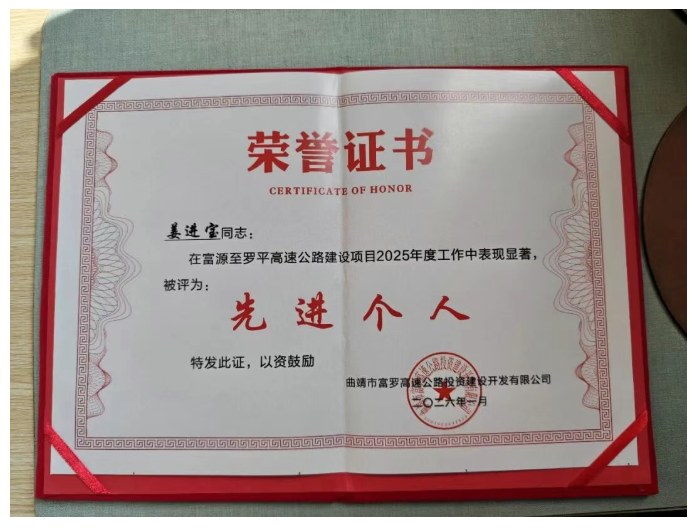 荣誉证书
CERTIFICATE OF HONOR
姜进宝同志：
在富源至罗平高速公路建设项目2025年度工作中表现显著，
被评为：
先进个人
特发此证，以资鼓励
曲靖市富罗高速公路投资建设开发有限公司
二〇二六年一月